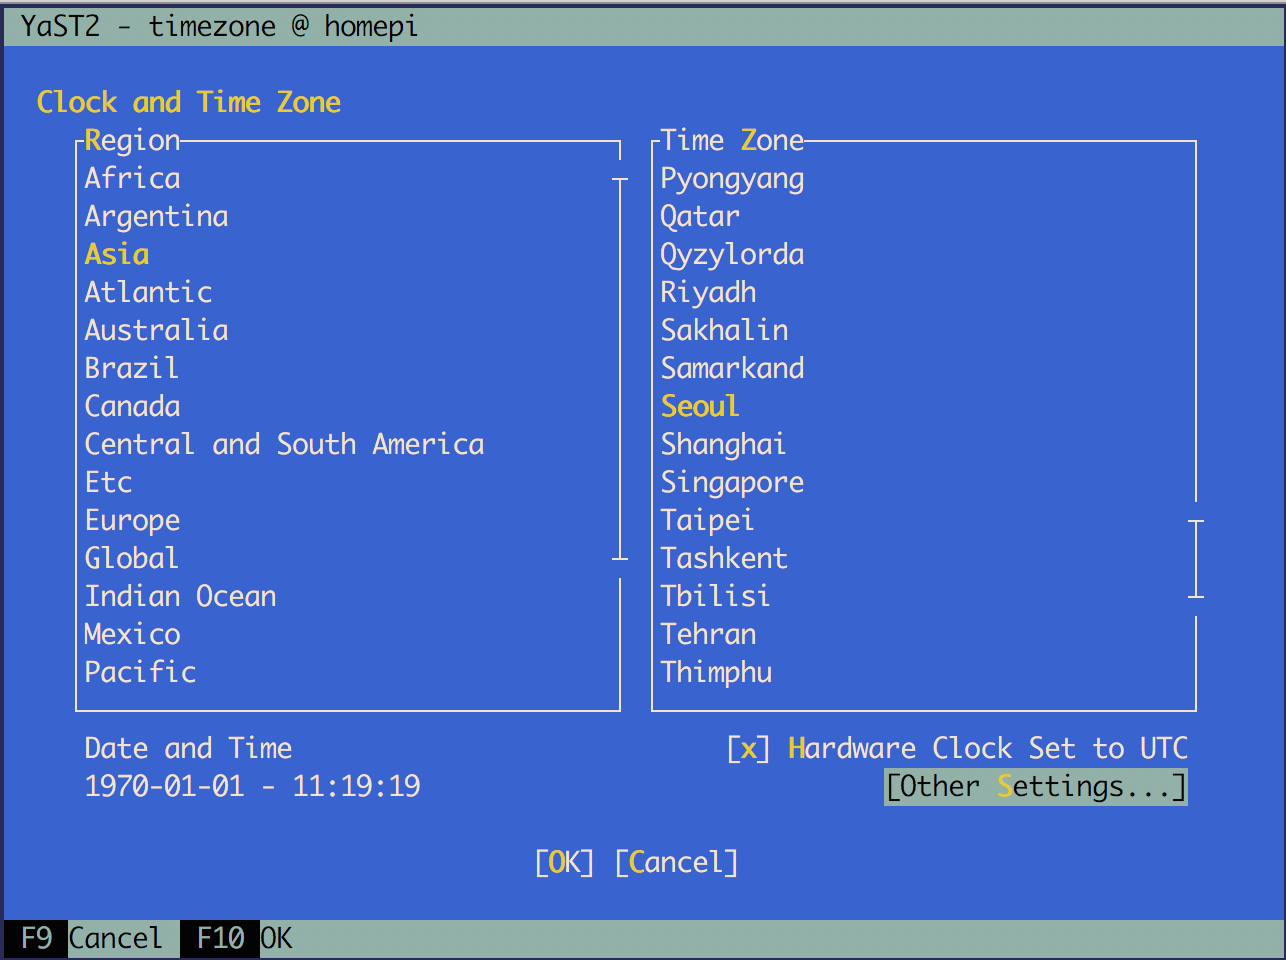 YaST2 - timezone @ homepi
Clock and Time Zone
Region
Africa
Argentina
Asia
Atlantic
Australia
Brazil
Canada
Central and South America
Etc
Europe
Global
Indian Ocean
Mexico
Pacific
Time Zone
Pyongyang
Qatar
Qyzylorda
Riyadh
Sakhalin
Samarkand
Seoul
Shanghai
Singapore
Taipei
Tashkent
Tbilisi
Tehran
Thimphu
Date and Time
1970-01-01 - 11:19:19
[x] Hardware Clock Set to UTC
[Other Settings...]
[OK] [Cancel]
F9 Cancel F10 OK